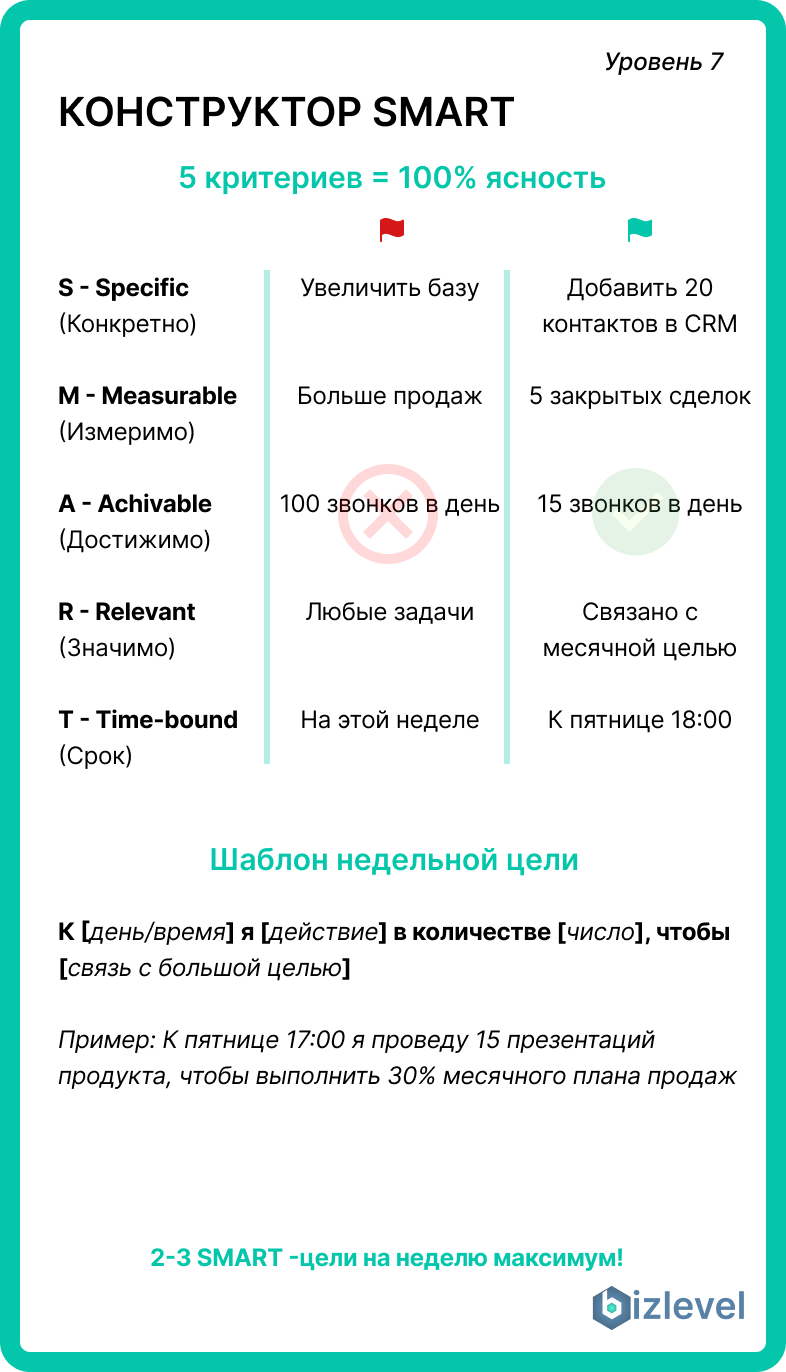 Уровень 7
КОНСТРУКТОР SMART
5 критериев = 100% ясность
S - Specific
(Конкретно)
Увеличить базу
Добавить 20
контактов в CRM
M - Measurable
(Измеримо)
Больше продаж
5 закрытых сделок
A - Achivable
(Достижимо)
100 звонков в день
15 звонков в день
R - Relevant
(Значимо)
Любые задачи
Связано с
месячной целью
T - Time-bound
(Срок)
На этой неделе
К пятнице 18:00
Шаблон недельной цели
К [день/время] я [действие] в количестве [число], чтобы
[связь с большой целью]
Пример: К пятнице 17:00 я проведу 15 презентаций
продукта, чтобы выполнить 30% месячного плана продаж
2-3 SMART -цели на неделю максимум!
bizlevel